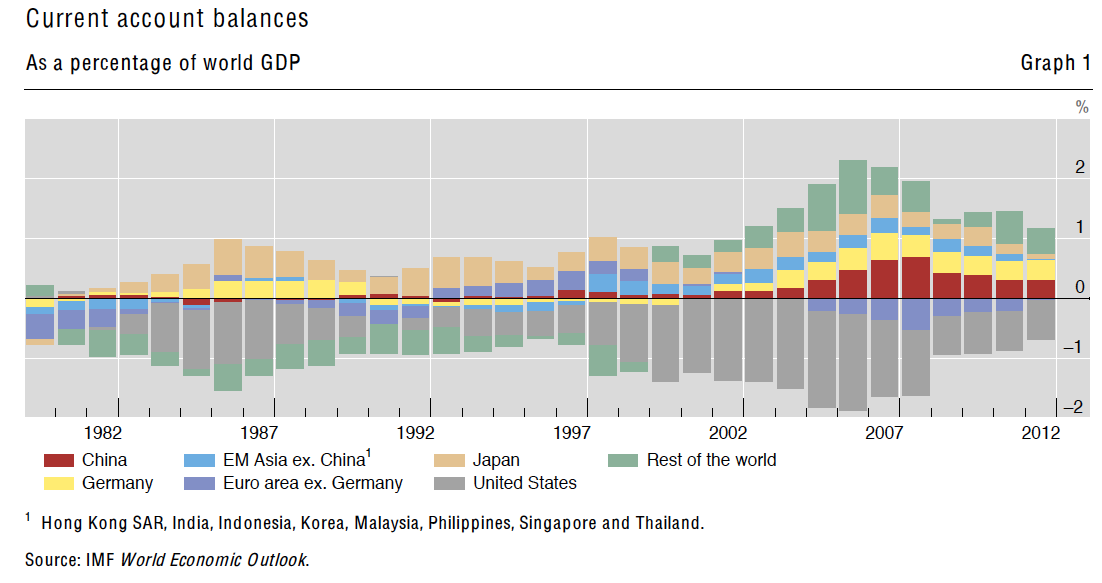 Current account balances
As a percentage of world GDP Graph 1
%
2
1
0
–1
–2
1982 1987 1992 1997 2002 2007 2012
China EM Asia ex. China1 Japan Rest of the world
Germany Euro area ex. Germany United States
1 Hong Kong SAR, India, Indonesia, Korea, Malaysia, Philippines, Singapore and Thailand.
Source: IMF World Economic Outlook.